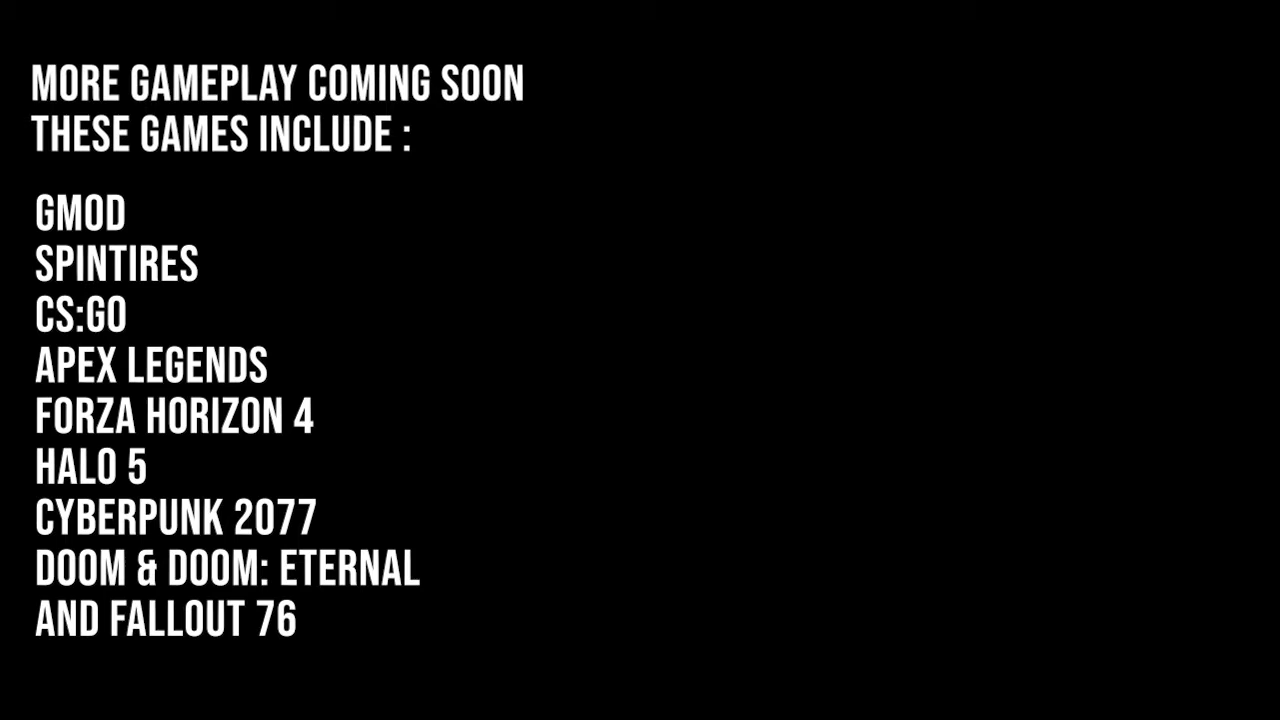 MORE GAMEPLAY COMING SOON
THESE GAMES INCLUDE :
GMOD
SPINTIRES
CS:GO
APEX LEGENDS
FORZA HORIZON 4
HALO 5
CYBERPUNK 2077
DOOM & DOOM: ETERNAL
AND FALLOUT 76